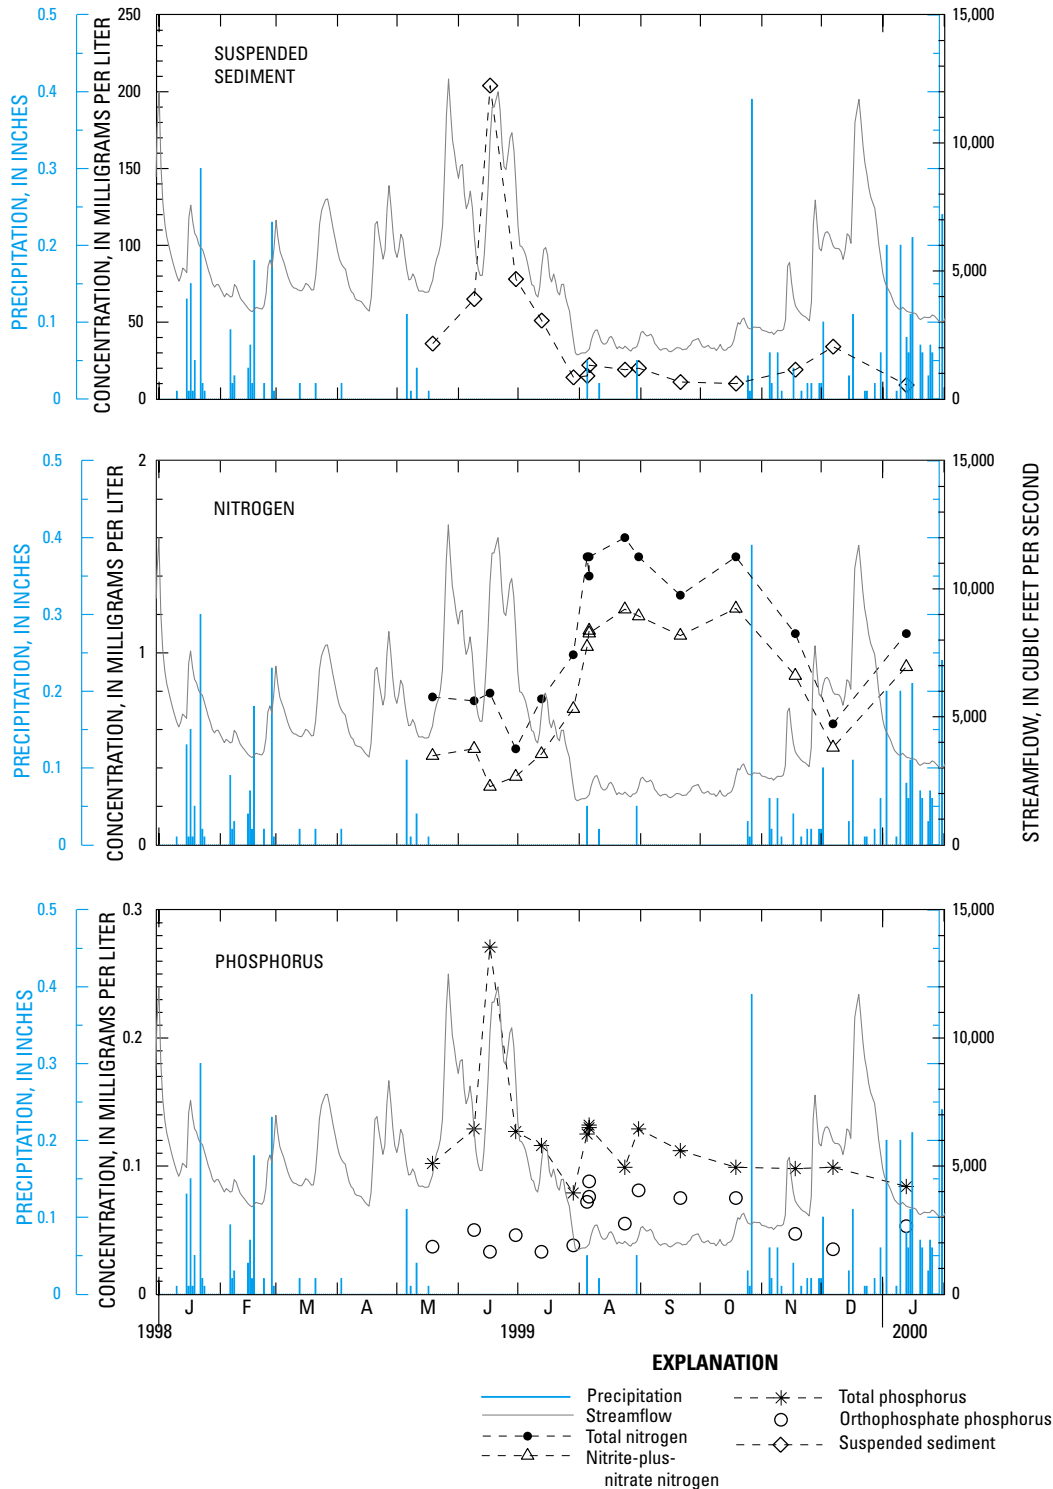 0.5
0.4
0.3
0.2
0.1
0
PRECIPITATION, IN INCHES
250
200
150
100
50
0
CONCENTRATION, IN MILLIGRAMS PER LITER
SUSPENDED
SEDIMENT
15,000
10,000
5,000
0
0.5
0.4
0.3
0.2
0.1
0
PRECIPITATION, IN INCHES
2
1
0
CONCENTRATION, IN MILLIGRAMS PER LITER
NITROGEN
15,000
10,000
5,000
0
STREAMFLOW, IN CUBIC FEET PER SECOND
0.5
0.4
0.3
0.2
0.1
0
PRECIPITATION, IN INCHES
0.3
0.2
0.1
0
CONCENTRATION, IN MILLIGRAMS PER LITER
PHOSPHORUS
15,000
10,000
5,000
0
J F M A M J J A S O N D J
1998 1999 2000
EXPLANATION
Precipitation
Streamflow
Total nitrogen
Nitrite-plus-
nitrate nitrogen
Total phosphorus
Orthophosphate phosphorus
Suspended sediment